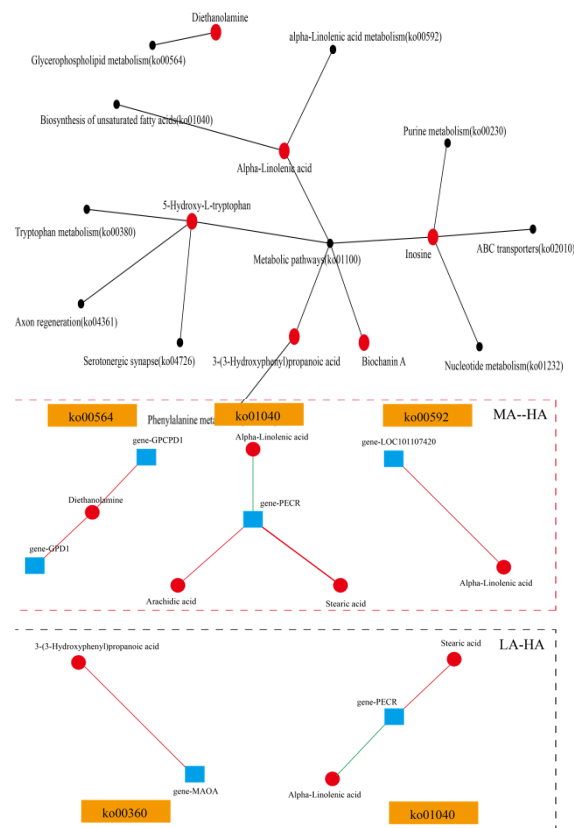 Diethanolamine
alpha-Linolenic acid metabolism(ko00592)
Glycerophospholipid metabolism(ko00564)
Biosynthesis of unsaturated fatty acids(ko01040)
Purine metabolism(ko00230)
Alpha-Linolenic acid
5-Hydroxy-L-tryptophan
Tryptophan metabolism(ko00380)
Metabolic pathways(ko01100)
Inosine
ABC transporters(ko02010)
Axon regeneration(ko04361)
Serotonergic synapse(ko04726)
3-(3-Hydroxyphenyl)propanoic acid
Biochanin A
Nucleotide metabolism(ko01232)
ko00564
ko01040
ko00592
MA--HA
Phenylalanine
Alpha-Linolenic acid
gene-GPCPD1
gene-LOC101107420
Diethanolamine
gene-PECR
gene-GPD1
Arachidic acid
Stearic acid
Alpha-Linolenic acid
LA-HA
3-(3-Hydroxyphenyl)propanoic acid
Stearic acid
gene-PECR
gene-MAOA
Alpha-Linolenic acid
ko00360
ko01040